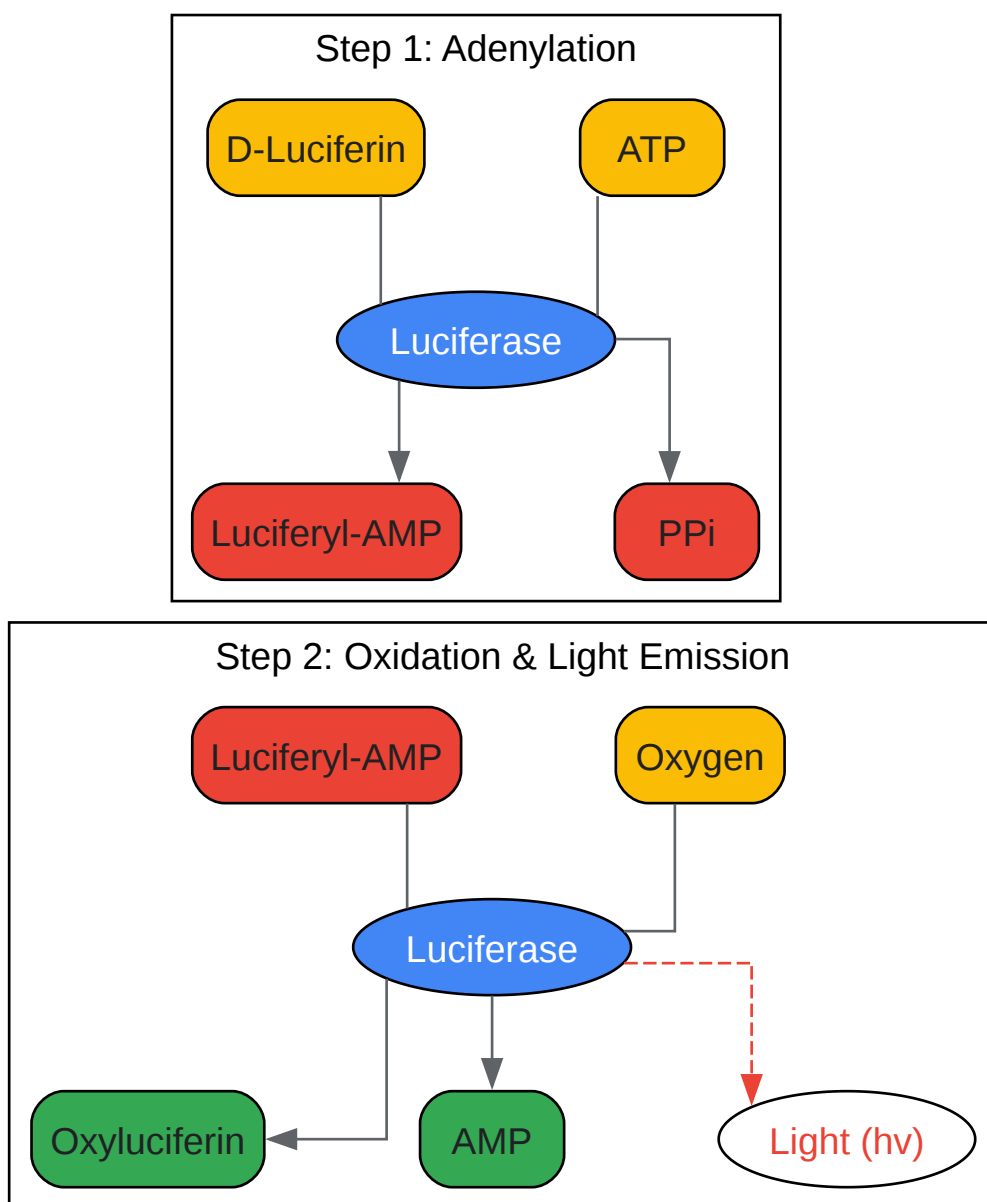 Step 1: Adenylation
D-Luciferin
ATP
Luciferase
Luciferyl-AMP
PPi
Step 2: Oxidation & Light Emission
Luciferyl-AMP
Oxygen
Luciferase
Oxyluciferin
AMP
Light (hv)